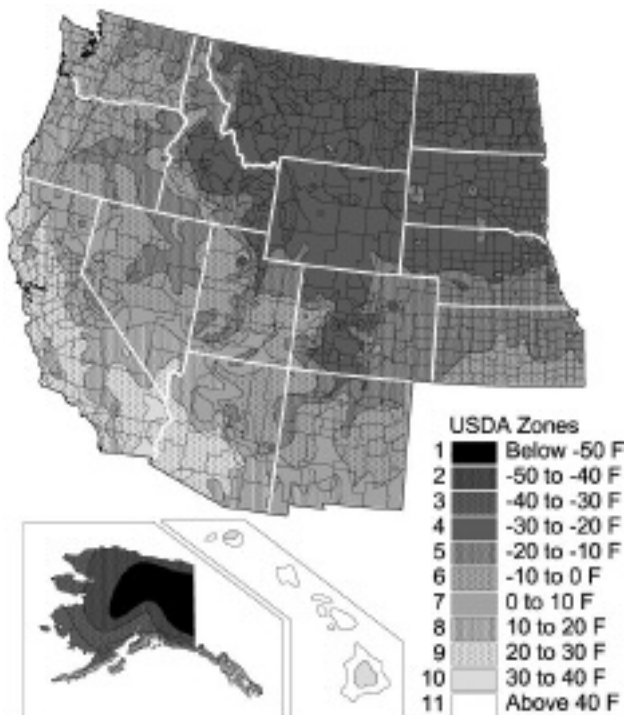 USDA Zones
1 Below -50 F
2 -50 to -40 F
3 -40 to -30 F
4 -30 to -20 F
5 -20 to -10 F
6 -10 to 0 F
7 0 to 10 F
8 10 to 20 F
9 20 to 30 F
10 30 to 40 F
11 Above 40 F